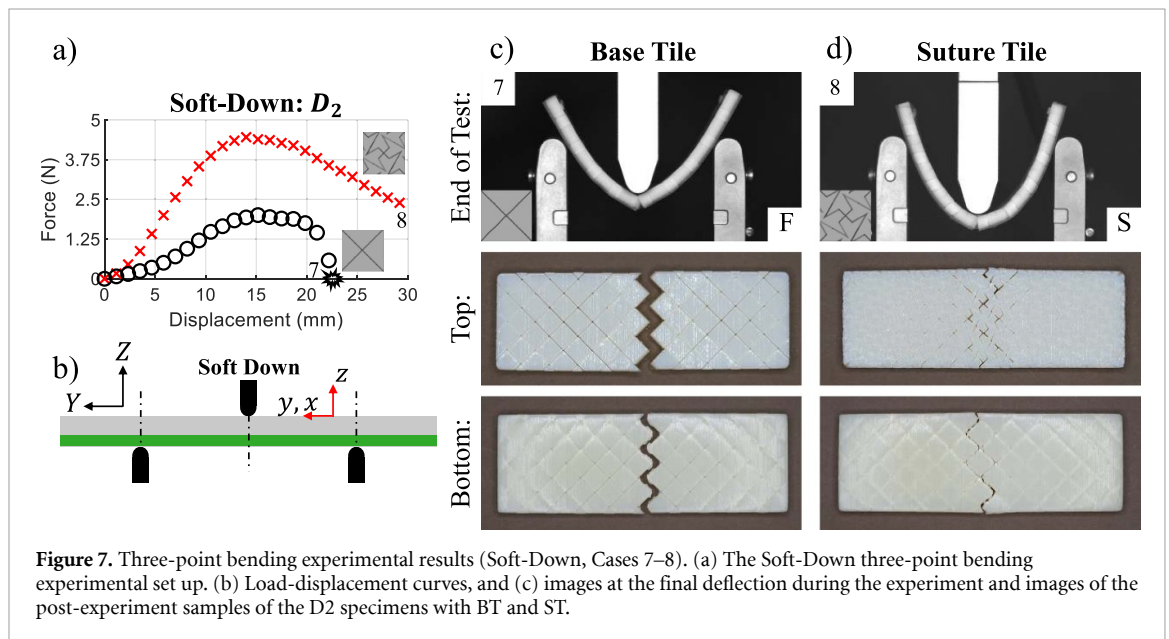 a)
Soft-Down: D₂
5
3.75
2.5
1.25
0
Force (N)
8
7
0 5 10 15 20 25 30
Displacement (mm)
b)
Z
Y
Soft Down
z
y, x
c)
Base Tile
d)
Suture Tile
End of Test:
7
F
8
S
Top:
Bottom:
Figure 7. Three-point bending experimental results (Soft-Down, Cases 7–8). (a) The Soft-Down three-point bending
experimental set up. (b) Load-displacement curves, and (c) images at the final deflection during the experiment and images of the
post-experiment samples of the D2 specimens with BT and ST.